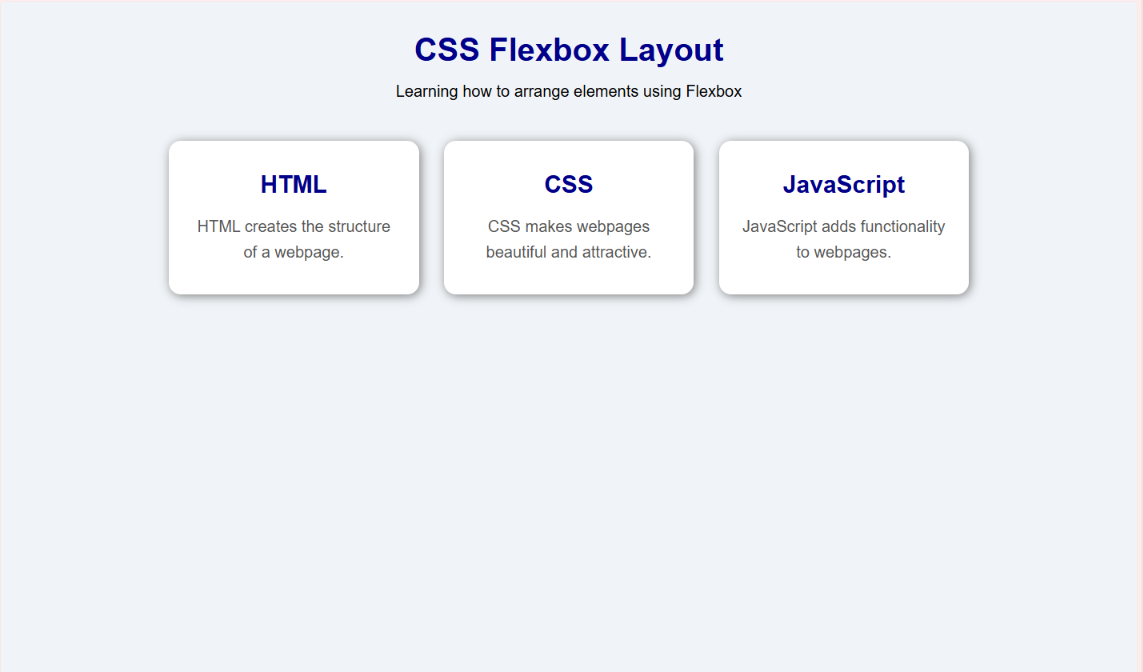 CSS Flexbox Layout
Learning how to arrange elements using Flexbox
HTML
HTML creates the structure
of a webpage.
CSS
CSS makes webpages
beautiful and attractive.
JavaScript
JavaScript adds functionality
to webpages.